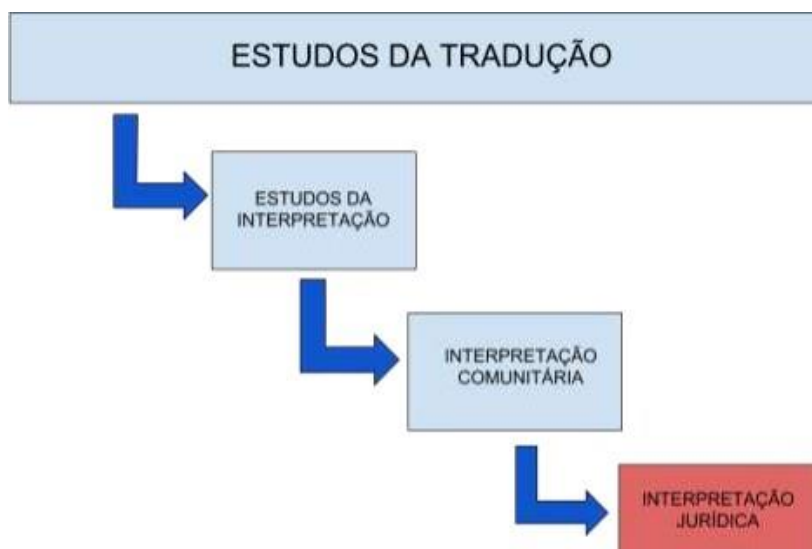 ESTUDOS DA TRADUÇÃO
ESTUDOS DA
INTERPRETAÇÃO
INTERPRETAÇÃO
COMUNITÁRIA
INTERPRETAÇÃO
JURÍDICA